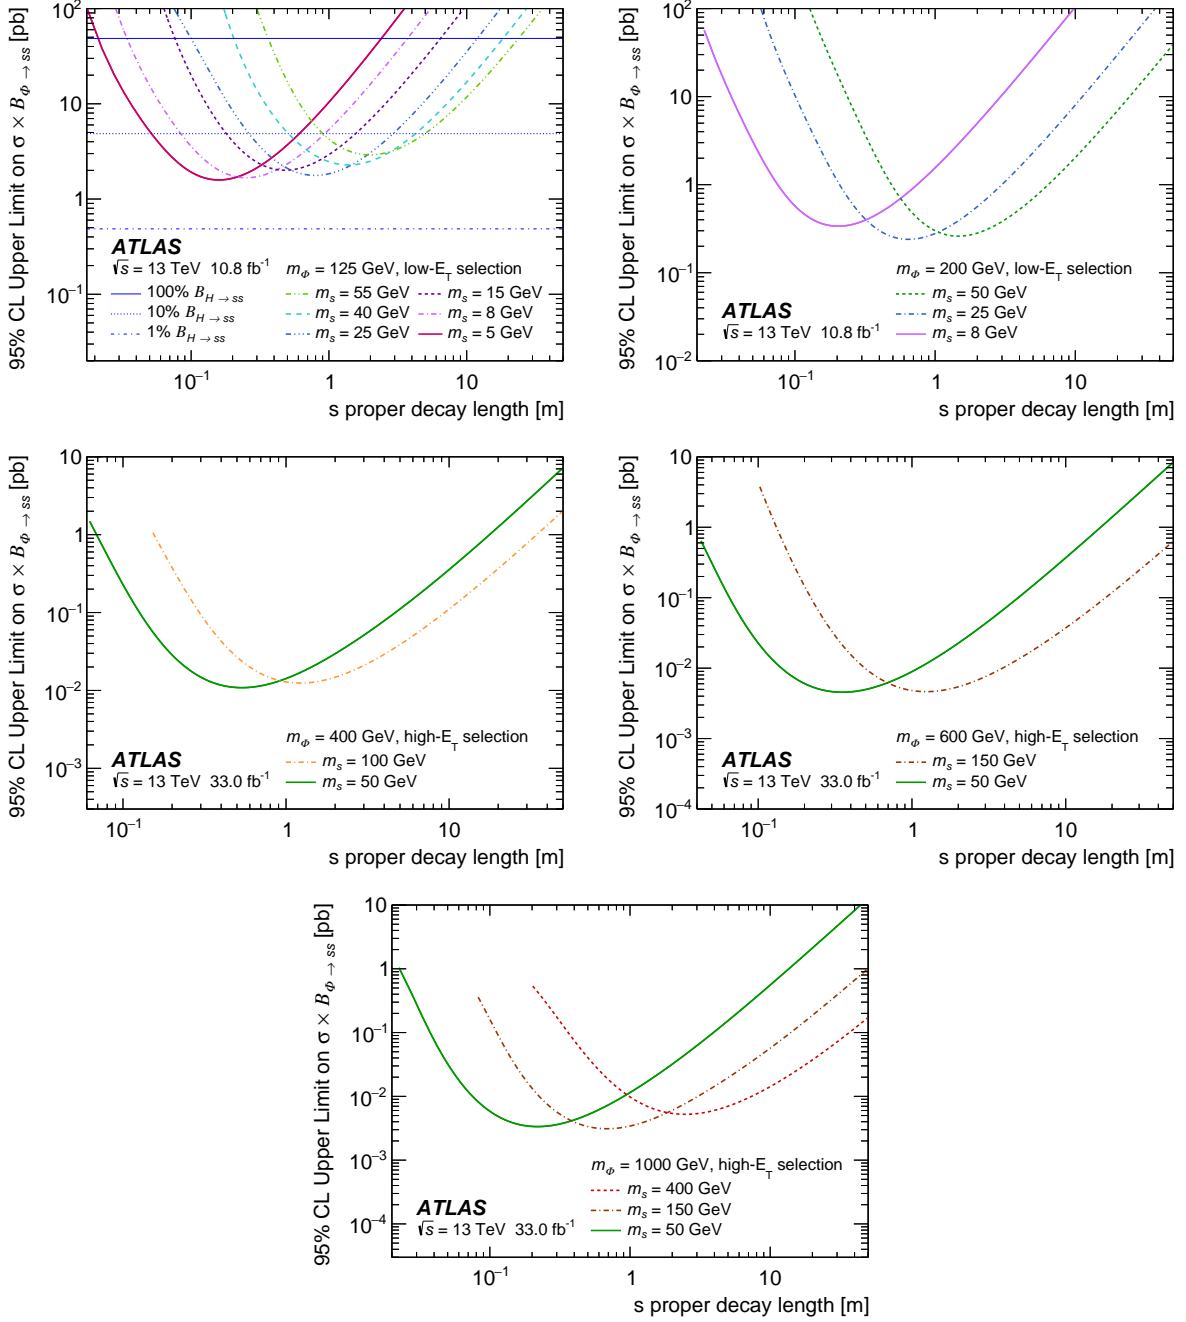 95% CL Upper Limit on σ × B_Φ → ss [pb]
10²
10
1
10⁻¹
ATLAS
√s = 13 TeV 10.8 fb⁻¹
100% B_H → ss
10% B_H → ss
1% B_H → ss
m_Φ = 125 GeV, low-E_T selection
m_s = 55 GeV
m_s = 40 GeV
m_s = 25 GeV
m_s = 15 GeV
m_s = 8 GeV
m_s = 5 GeV
10⁻¹ 1 10
s proper decay length [m]
95% CL Upper Limit on σ × B_Φ → ss [pb]
10²
10
1
10⁻¹
10⁻²
ATLAS
√s = 13 TeV 10.8 fb⁻¹
m_Φ = 200 GeV, low-E_T selection
m_s = 50 GeV
m_s = 25 GeV
m_s = 8 GeV
10⁻¹ 1 10
s proper decay length [m]
95% CL Upper Limit on σ × B_Φ → ss [pb]
10
1
10⁻¹
10⁻²
10⁻³
ATLAS
√s = 13 TeV 33.0 fb⁻¹
m_Φ = 400 GeV, high-E_T selection
m_s = 100 GeV
m_s = 50 GeV
10⁻¹ 1 10
s proper decay length [m]
95% CL Upper Limit on σ × B_Φ → ss [pb]
10
1
10⁻¹
10⁻²
10⁻³
10⁻⁴
ATLAS
√s = 13 TeV 33.0 fb⁻¹
m_Φ = 600 GeV, high-E_T selection
m_s = 150 GeV
m_s = 50 GeV
10⁻¹ 1 10
s proper decay length [m]
95% CL Upper Limit on σ × B_Φ → ss [pb]
10
1
10⁻¹
10⁻²
10⁻³
10⁻⁴
ATLAS
√s = 13 TeV 33.0 fb⁻¹
m_Φ = 1000 GeV, high-E_T selection
m_s = 400 GeV
m_s = 150 GeV
m_s = 50 GeV
10⁻¹ 1 10
s proper decay length [m]